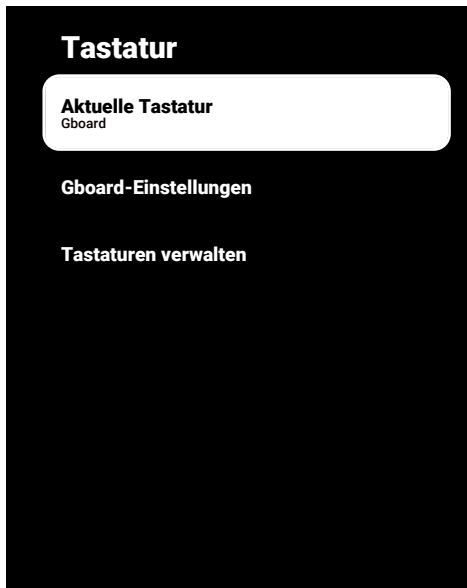 Tastatur
Aktuelle Tastatur
Gboard
Gboard-Einstellungen
Tastaturen verwalten